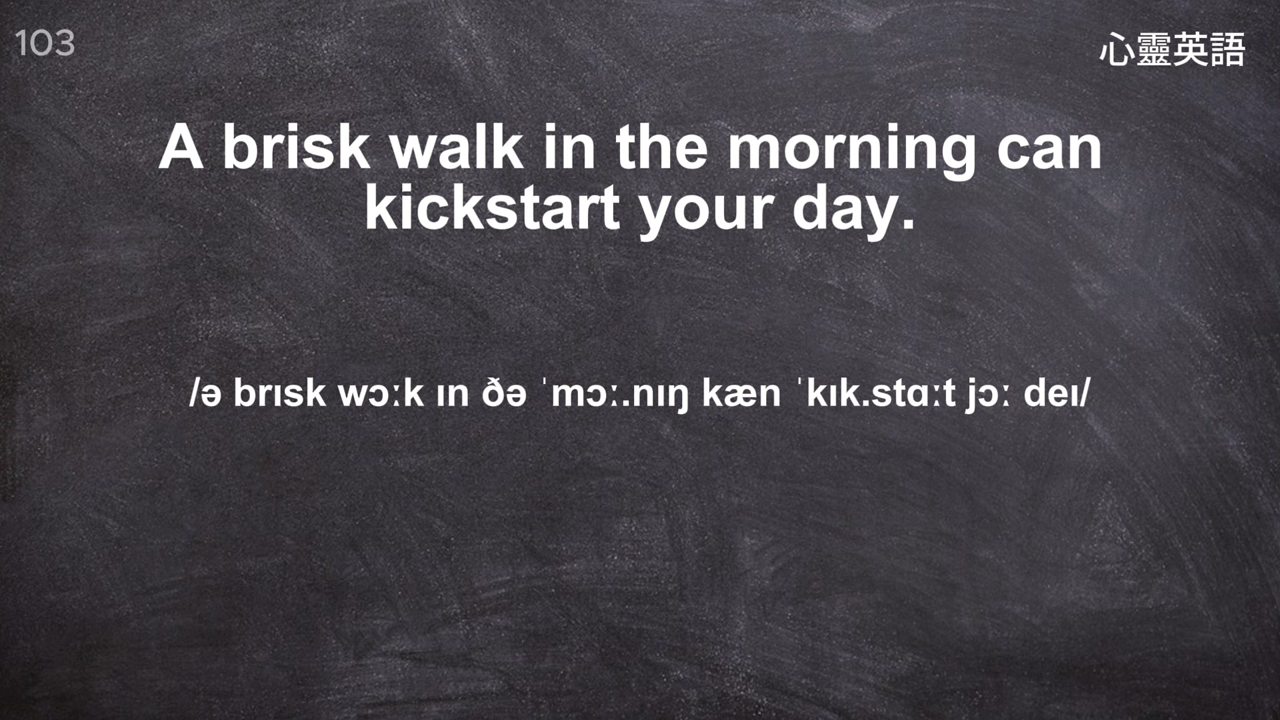 103
心靈英語
A brisk walk in the morning can
kickstart your day.
/ə brɪsk wɔːk ɪn ðə ˈmɔː.nɪŋ kæn ˈkɪk.stɑːt jɔː deɪ/